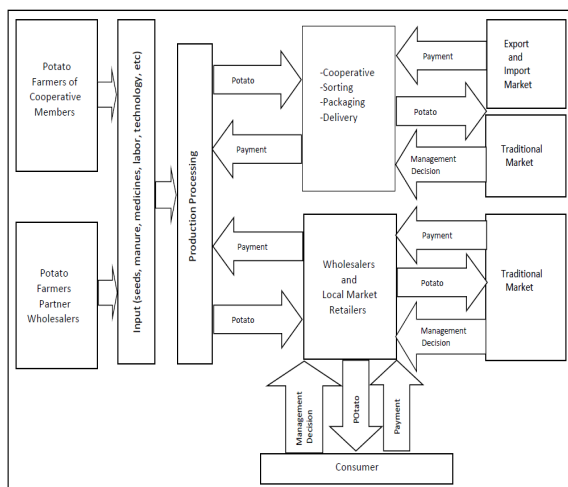 Potato
Farmers of
Cooperative
Members
Potato
Farmers
Partner
Wholesalers
Input (seeds, manure, medicines, labor, technology, etc)
Production Processing
Potato
Payment
Payment
Potato
-Cooperative
-Sorting
-Packaging
-Delivery
Wholesalers
and
Local Market
Retailers
Payment
Potato
Management
Decision
Payment
Potato
Management
Decision
Export
and
Import
Market
Traditional
Market
Traditional
Market
Management
Decision
POtato
Payment
Consumer